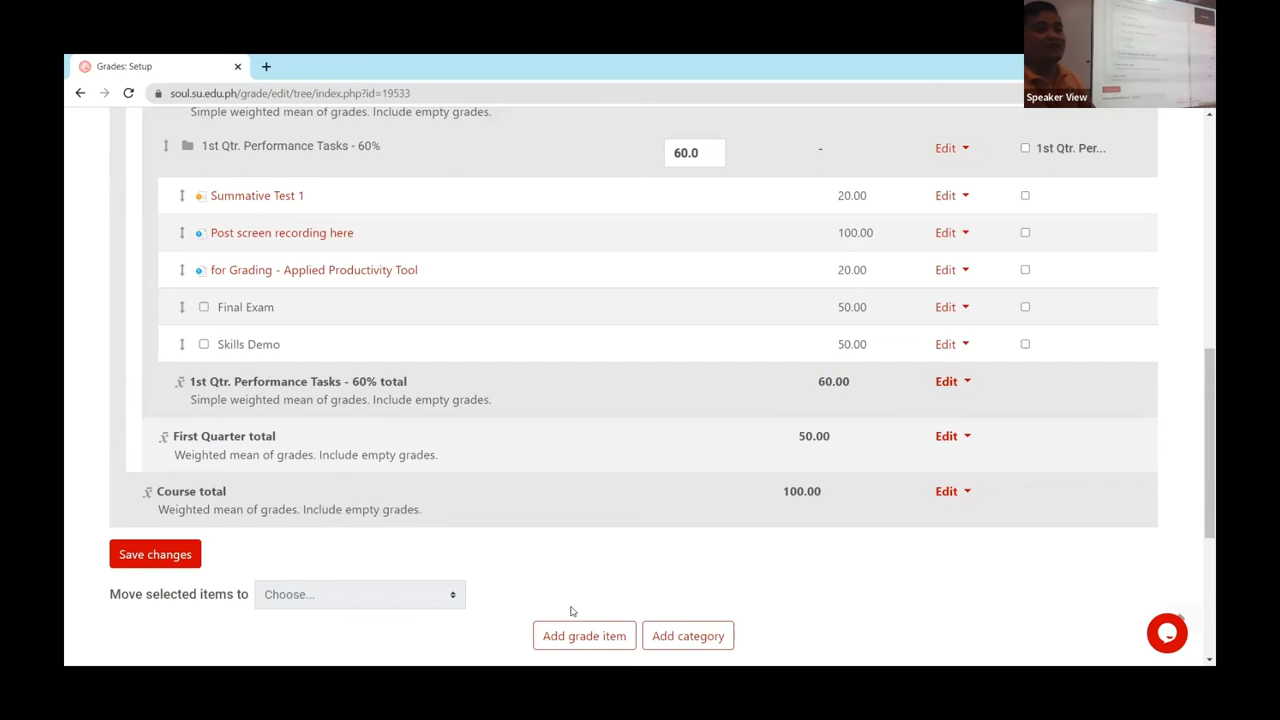 Grades: Setup
soul.su.edu.ph/grade/edit/tree/index.php?id=19533
Speaker View
Simple weighted mean of grades. Include empty grades.
1st Qtr. Performance Tasks - 60% 60.0 - Edit 1st Qtr. Per...
Summative Test 1 20.00 Edit
Post screen recording here 100.00 Edit
for Grading - Applied Productivity Tool 20.00 Edit
Final Exam 50.00 Edit
Skills Demo 50.00 Edit
1st Qtr. Performance Tasks - 60% total 60.00 Edit
Simple weighted mean of grades. Include empty grades.
First Quarter total 50.00 Edit
Weighted mean of grades. Include empty grades.
Course total 100.00 Edit
Weighted mean of grades. Include empty grades.
Save changes
Move selected items to Choose...
Add grade item Add category